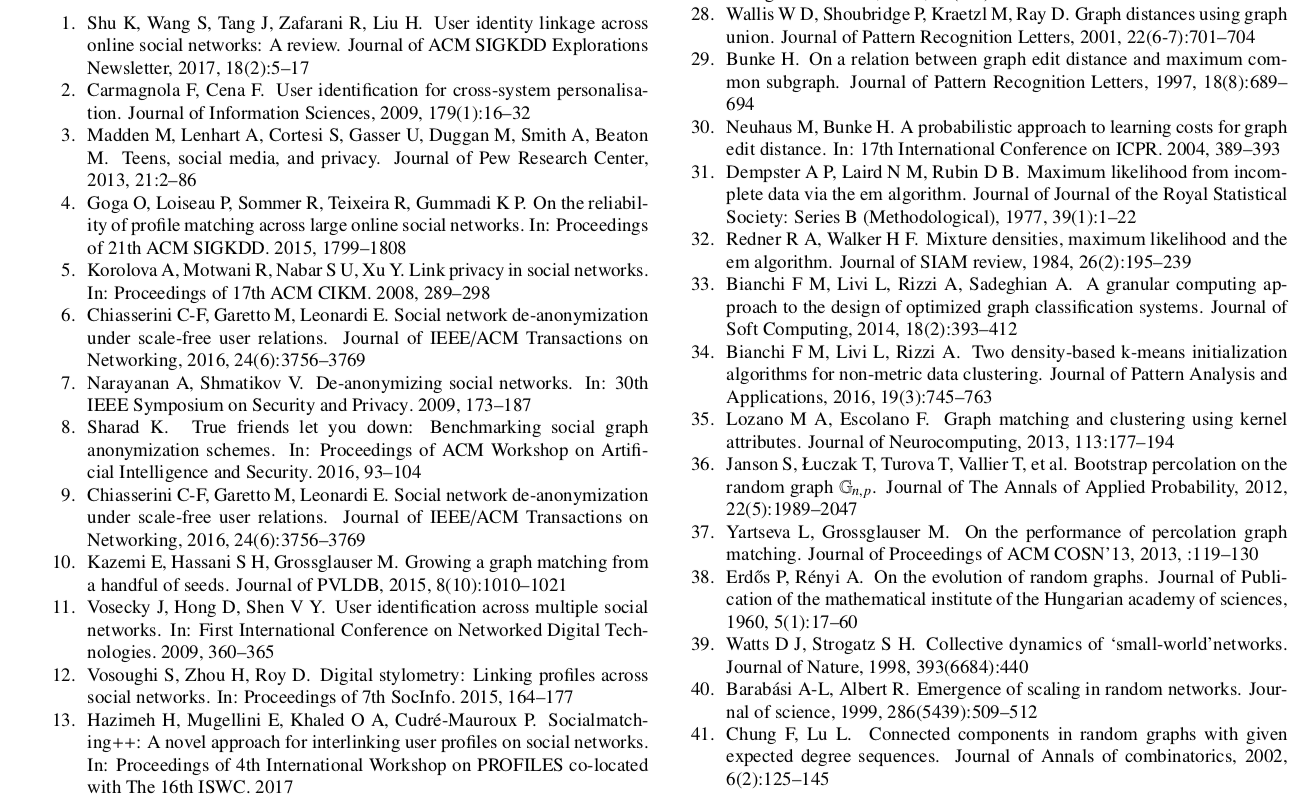 1. Shu K, Wang S, Tang J, Zafarani R, Liu H. User identity linkage across
online social networks: A review. Journal of ACM SIGKDD Explorations
Newsletter, 2017, 18(2):5–17
2. Carmagnola F, Cena F. User identification for cross-system personalisa-
tion. Journal of Information Sciences, 2009, 179(1):16–32
3. Madden M, Lenhart A, Cortesi S, Gasser U, Duggan M, Smith A, Beaton
M. Teens, social media, and privacy. Journal of Pew Research Center,
2013, 21:2–86
4. Goga O, Loiseau P, Sommer R, Teixeira R, Gummadi K P. On the reliabil-
ity of profile matching across large online social networks. In: Proceedings
of 21th ACM SIGKDD. 2015, 1799–1808
5. Korolova A, Motwani R, Nabar S U, Xu Y. Link privacy in social networks.
In: Proceedings of 17th ACM CIKM. 2008, 289–298
6. Chiasserini C-F, Garetto M, Leonardi E. Social network de-anonymization
under scale-free user relations. Journal of IEEE/ACM Transactions on
Networking, 2016, 24(6):3756–3769
7. Narayanan A, Shmatikov V. De-anonymizing social networks. In: 30th
IEEE Symposium on Security and Privacy. 2009, 173–187
8. Sharad K. True friends let you down: Benchmarking social graph
anonymization schemes. In: Proceedings of ACM Workshop on Artifi-
cial Intelligence and Security. 2016, 93–104
9. Chiasserini C-F, Garetto M, Leonardi E. Social network de-anonymization
under scale-free user relations. Journal of IEEE/ACM Transactions on
Networking, 2016, 24(6):3756–3769
10. Kazemi E, Hassani S H, Grossglauser M. Growing a graph matching from
a handful of seeds. Journal of PVLDB, 2015, 8(10):1010–1021
11. Vosecky J, Hong D, Shen V Y. User identification across multiple social
networks. In: First International Conference on Networked Digital Tech-
nologies. 2009, 360–365
12. Vosoughi S, Zhou H, Roy D. Digital stylometry: Linking profiles across
social networks. In: Proceedings of 7th SocInfo. 2015, 164–177
13. Hazimeh H, Mugellini E, Khaled O A, Cudré-Mauroux P. Socialmatch-
ing++: A novel approach for interlinking user profiles on social networks.
In: Proceedings of 4th International Workshop on PROFILES co-located
with The 16th ISWC. 2017
28. Wallis W D, Shoubridge P, Kraetzl M, Ray D. Graph distances using graph
union. Journal of Pattern Recognition Letters, 2001, 22(6-7):701–704
29. Bunke H. On a relation between graph edit distance and maximum com-
mon subgraph. Journal of Pattern Recognition Letters, 1997, 18(8):689–
694
30. Neuhaus M, Bunke H. A probabilistic approach to learning costs for graph
edit distance. In: 17th International Conference on ICPR. 2004, 389–393
31. Dempster A P, Laird N M, Rubin D B. Maximum likelihood from incom-
plete data via the em algorithm. Journal of Journal of the Royal Statistical
Society: Series B (Methodological), 1977, 39(1):1–22
32. Redner R A, Walker H F. Mixture densities, maximum likelihood and the
em algorithm. Journal of SIAM review, 1984, 26(2):195–239
33. Bianchi F M, Livi L, Rizzi A, Sadeghian A. A granular computing ap-
proach to the design of optimized graph classification systems. Journal of
Soft Computing, 2014, 18(2):393–412
34. Bianchi F M, Livi L, Rizzi A. Two density-based k-means initialization
algorithms for non-metric data clustering. Journal of Pattern Analysis and
Applications, 2016, 19(3):745–763
35. Lozano M A, Escolano F. Graph matching and clustering using kernel
attributes. Journal of Neurocomputing, 2013, 113:177–194
36. Janson S, Łuczak T, Turova T, Vallier T, et al. Bootstrap percolation on the
random graph 𝔾n,p. Journal of The Annals of Applied Probability, 2012,
22(5):1989–2047
37. Yartseva L, Grossglauser M. On the performance of percolation graph
matching. Journal of Proceedings of ACM COSN’13, 2013, :119–130
38. Erdős P, Rényi A. On the evolution of random graphs. Journal of Publi-
cation of the mathematical institute of the Hungarian academy of sciences,
1960, 5(1):17–60
39. Watts D J, Strogatz S H. Collective dynamics of ‘small-world’networks.
Journal of Nature, 1998, 393(6684):440
40. Barabási A-L, Albert R. Emergence of scaling in random networks. Jour-
nal of science, 1999, 286(5439):509–512
41. Chung F, Lu L. Connected components in random graphs with given
expected degree sequences. Journal of Annals of combinatorics, 2002,
6(2):125–145